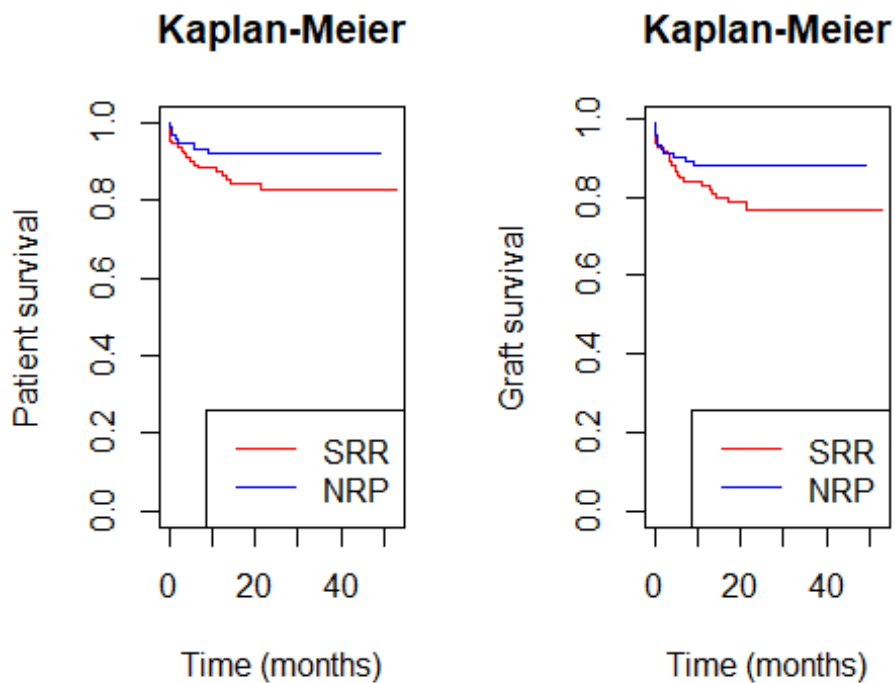 Kaplan-Meier
Patient survival
0.0 0.2 0.4 0.6 0.8 1.0
SRR
NRP
0 20 40
Time (months)
Kaplan-Meier
Graft survival
0.0 0.2 0.4 0.6 0.8 1.0
SRR
NRP
0 20 40
Time (months)